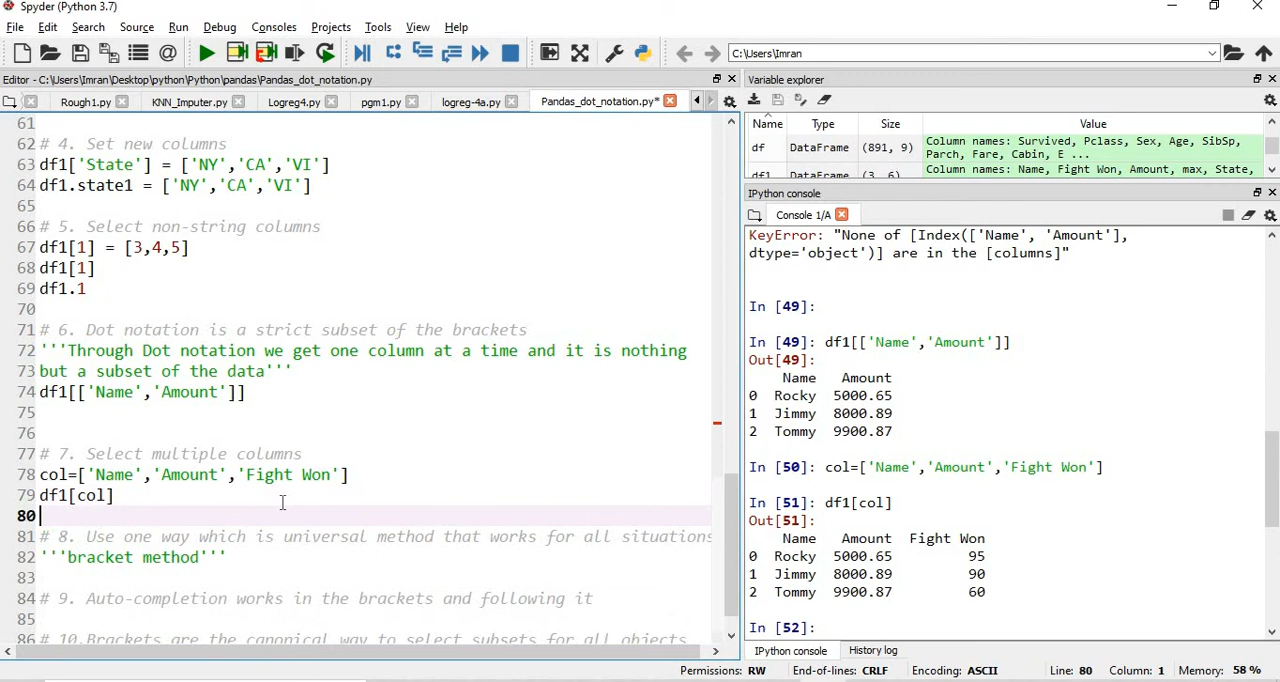 Spyder (Python 3.7)
File Edit Search Source Run Debug Consoles Projects Tools View Help
C:\Users\Imran
Editor - C:\Users\Imran\Desktop\python\Python\pandas\Pandas_dot_notation.py
Rough1.py KNN_Imputer.py Logreg4.py pgm1.py logreg-4a.py Pandas_dot_notation.py*
61
62 # 4. Set new columns
63 df1['State'] = ['NY','CA','VI']
64 df1.state1 = ['NY','CA','VI']
65
66 # 5. Select non-string columns
67 df1[1] = [3,4,5]
68 df1[1]
69 df1.1
70
71 # 6. Dot notation is a strict subset of the brackets
72 '''Through Dot notation we get one column at a time and it is nothing
73 but a subset of the data'''
74 df1[['Name','Amount']]
75
76
77 # 7. Select multiple columns
78 col=['Name','Amount','Fight Won']
79 df1[col]
80
81 # 8. Use one way which is universal method that works for all situations
82 '''bracket method'''
83
84 # 9. Auto-completion works in the brackets and following it
85
86 # 10.Brackets are the canonical way to select subsets for all objects
Variable explorer
Name Type Size Value
df DataFrame (891, 9) Column names: Survived, Pclass, Sex, Age, SibSp,
Parch, Fare, Cabin, E ...
df1 DataFrame (3, 6) Column names: Name, Fight Won, Amount, max, State,
IPython console
Console 1/A
KeyError: "None of [Index(['Name', 'Amount'],
dtype='object')] are in the [columns]"
In [49]:
In [49]: df1[['Name','Amount']]
Out[49]:
Name Amount
0 Rocky 5000.65
1 Jimmy 8000.89
2 Tommy 9900.87
In [50]: col=['Name','Amount','Fight Won']
In [51]: df1[col]
Out[51]:
Name Amount Fight Won
0 Rocky 5000.65 95
1 Jimmy 8000.89 90
2 Tommy 9900.87 60
In [52]:
IPython console History log
Permissions: RW End-of-lines: CRLF Encoding: ASCII Line: 80 Column: 1 Memory: 58 %